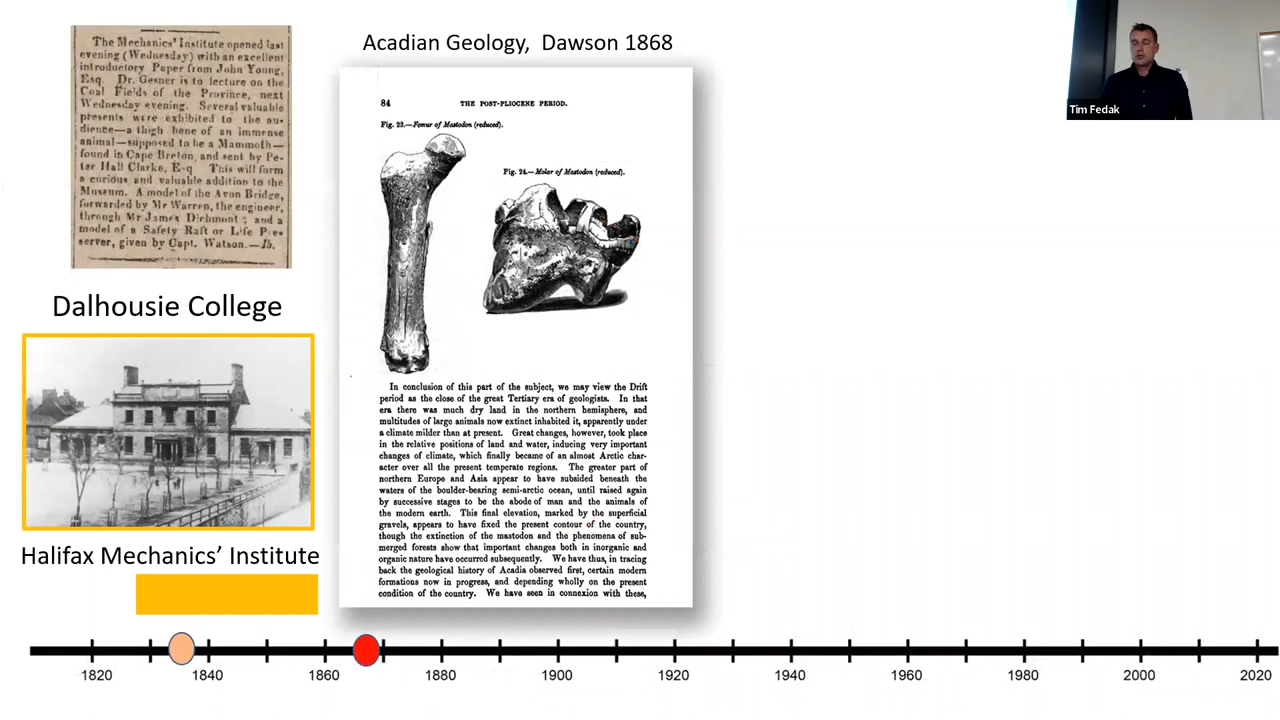 The Mechanics' Institute opened last
evening (Wednesday) with an excellent
introductory Paper from John Young,
Esq. Dr. Gesner is to lecture on the
Coal Fields of the Province, next
Wednesday evening. Several valuable
presents were exhibited to the au-
dience—a thigh bone of an immense
animal—supposed to be a Mammoth—
found in Cape Breton, and sent by Pe-
ter Hall Clarke, Esq This will form
a curious and valuable addition to the
Museum. A model of the Avon Bridge,
forwarded by Mr Warren, the engineer,
through Mr James Dichmont ; and a
model of a Safety Raft or Life Pre-
server, given by Capt. Watson.—Ib.
Dalhousie College
Halifax Mechanics' Institute
Acadian Geology, Dawson 1868
84 THE POST-PLIOCENE PERIOD.
Fig. 23.—Femur of Mastodon (reduced).
Fig. 24.—Molar of Mastodon (reduced).
In conclusion of this part of the subject, we may view the Drift
period as the close of the great Tertiary era of geologists. In that
era there was much dry land in the northern hemisphere, and
multitudes of large animals now extinct inhabited it, apparently under
a climate milder than at present. Great changes, however, took place
in the relative positions of land and water, inducing very important
changes of climate, which finally became of an almost Arctic char-
acter over all the present temperate regions. The greater part of
northern Europe and Asia appear to have subsided beneath the
waters of the boulder-bearing semi-arctic ocean, until raised again
by successive stages to be the abode of man and the animals of
the modern earth. This final elevation, marked by the superficial
gravels, appears to have fixed the present contour of the country,
though the extinction of the mastodon and the phenomena of sub-
merged forests show that important changes both in inorganic and
organic nature have occurred subsequently. We have thus, in tracing
back the geological history of Acadia observed first, certain modern
formations now in progress, and depending wholly on the present
condition of the country. We have seen in connexion with these,
Tim Fedak
1820 1840 1860 1880 1900 1920 1940 1960 1980 2000 2020